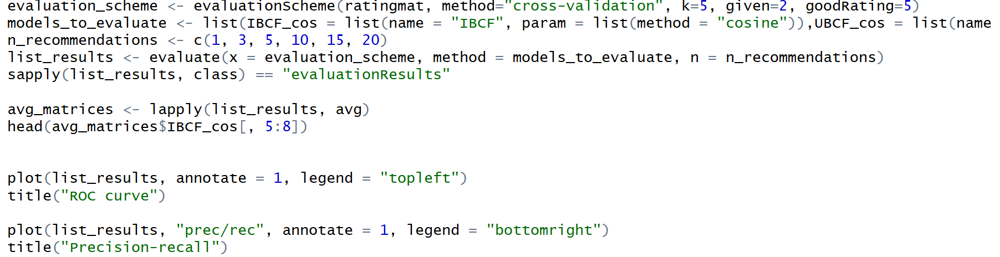 evaluation_scheme <- evaluationScheme(ratingmat, method="cross-validation", k=5, given=2, goodRating=5)
models_to_evaluate <- list(IBCF_cos = list(name = "IBCF", param = list(method = "cosine")),UBCF_cos = list(name
n_recommendations <- c(1, 3, 5, 10, 15, 20)
list_results <- evaluate(x = evaluation_scheme, method = models_to_evaluate, n = n_recommendations)
sapply(list_results, class) == "evaluationResults"
avg_matrices <- lapply(list_results, avg)
head(avg_matrices$IBCF_cos[, 5:8])
plot(list_results, annotate = 1, legend = "topleft")
title("ROC curve")
plot(list_results, "prec/rec", annotate = 1, legend = "bottomright")
title("Precision-recall")